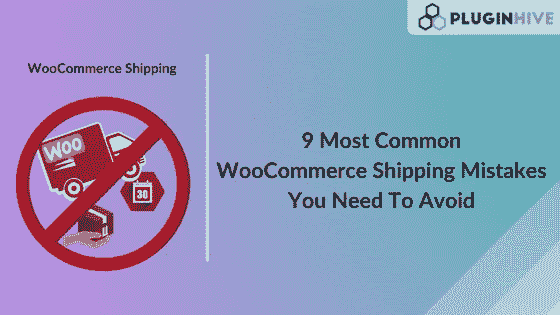 PLUGINHIVE
WooCommerce Shipping
WOO
30
9 Most Common
WooCommerce Shipping Mistakes
You Need To Avoid